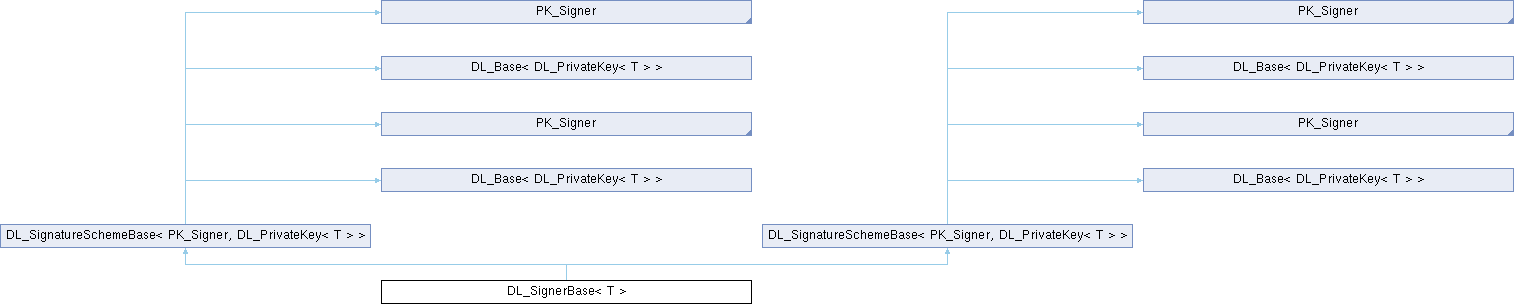 PK_Signer
PK_Signer
DL_Base< DL_PrivateKey< T > >
DL_Base< DL_PrivateKey< T > >
PK_Signer
PK_Signer
DL_Base< DL_PrivateKey< T > >
DL_Base< DL_PrivateKey< T > >
DL_SignatureSchemeBase< PK_Signer, DL_PrivateKey< T > >
DL_SignatureSchemeBase< PK_Signer, DL_PrivateKey< T > >
DL_SignerBase< T >